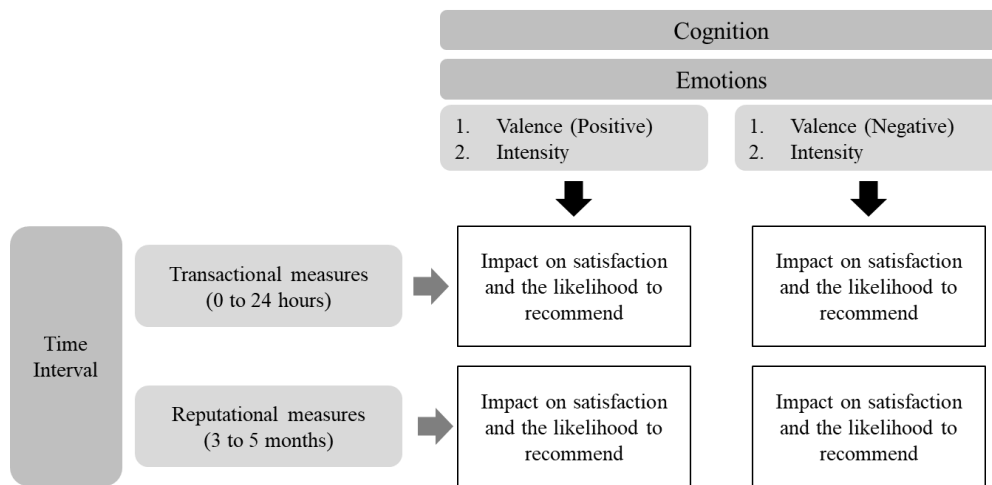 Cognition
Emotions
1. Valence (Positive)
2. Intensity
1. Valence (Negative)
2. Intensity
Time
Interval
Transactional measures
(0 to 24 hours)
Impact on satisfaction
and the likelihood to
recommend
Impact on satisfaction
and the likelihood to
recommend
Reputational measures
(3 to 5 months)
Impact on satisfaction
and the likelihood to
recommend
Impact on satisfaction
and the likelihood to
recommend